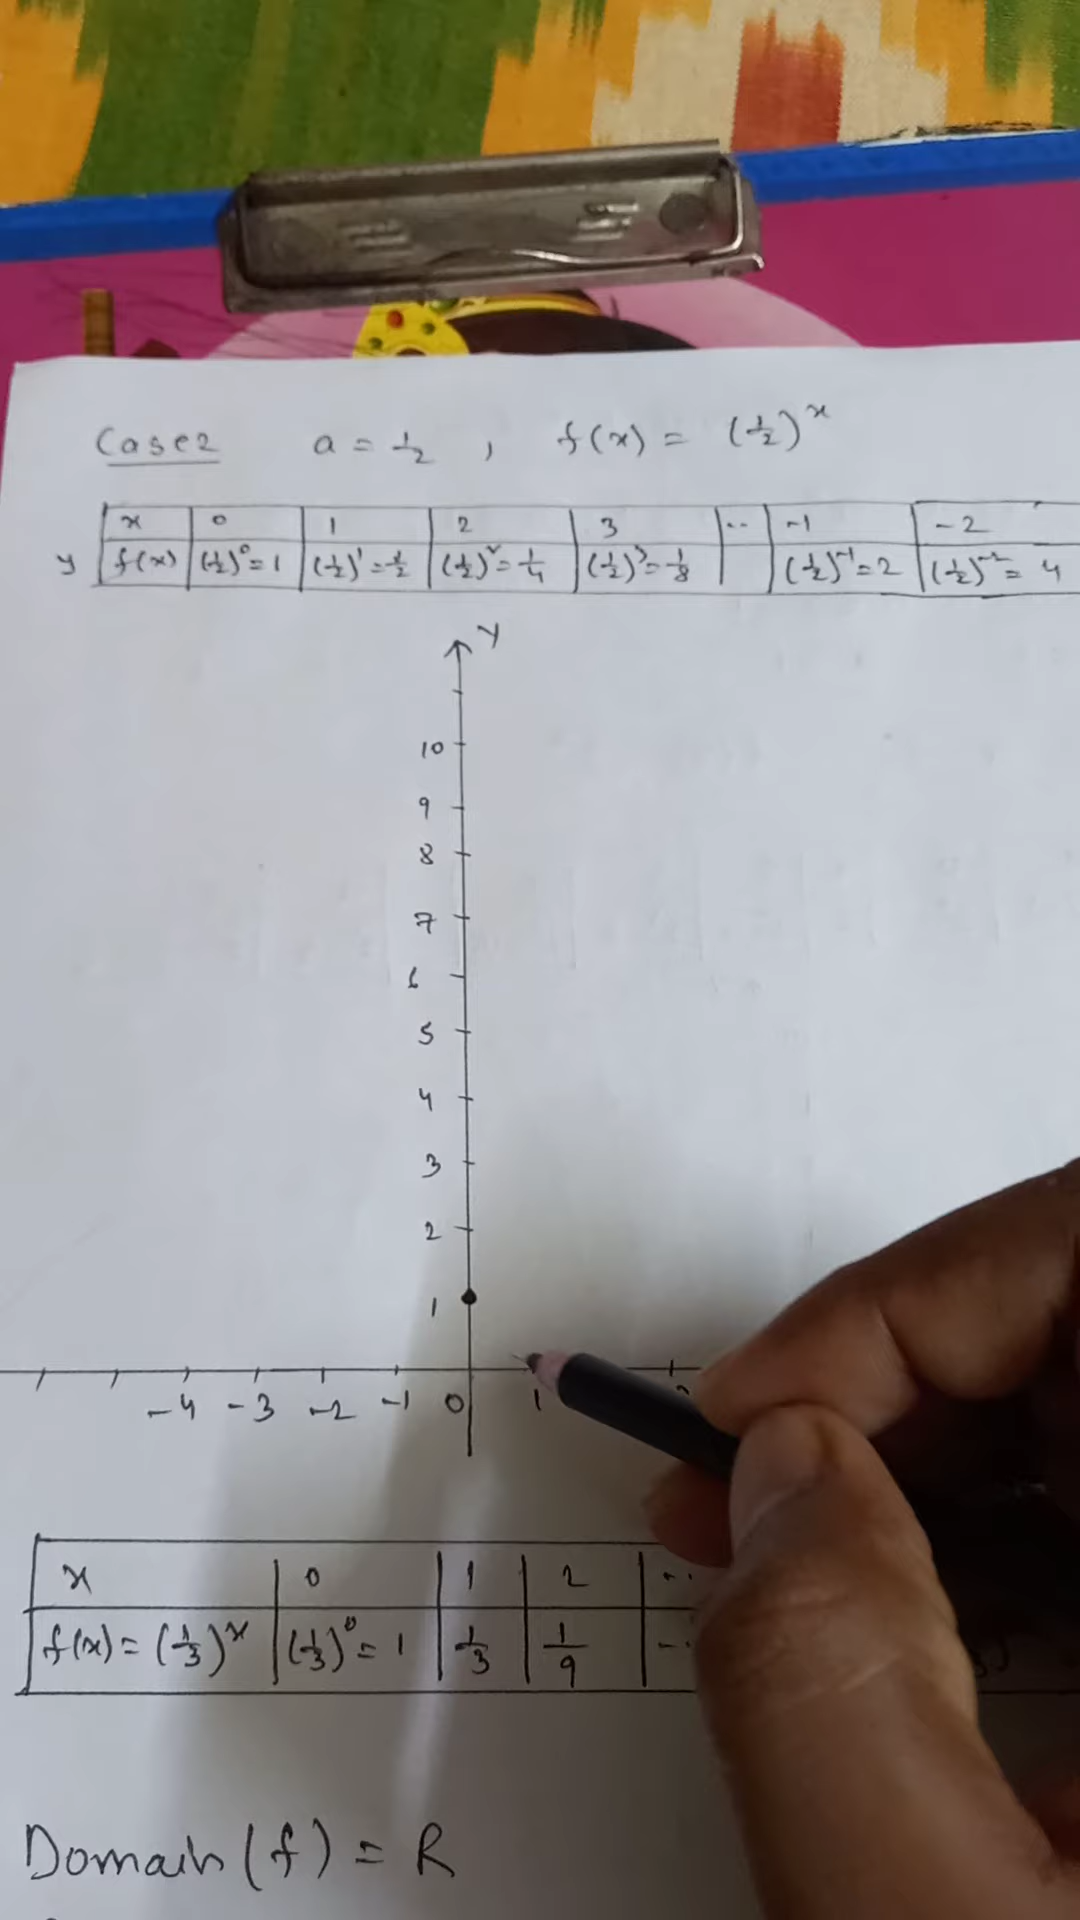 Case 2 a = 1/2 , f(x) = (1/2)^x
x 0 1 2 3 .. -1 -2
y f(x) (1/2)^0 = 1 (1/2)^1 = 1/2 (1/2)^2 = 1/4 (1/2)^3 = 1/8 (1/2)^-1 = 2 (1/2)^-2 = 4
Y
10
9
8
7
6
5
4
3
2
1
-4 -3 -2 -1 0 1
x 0 1 2 ..
f(x) = (1/3)^x (1/3)^0 = 1 1/3 1/9 ..
Domain (f) = R